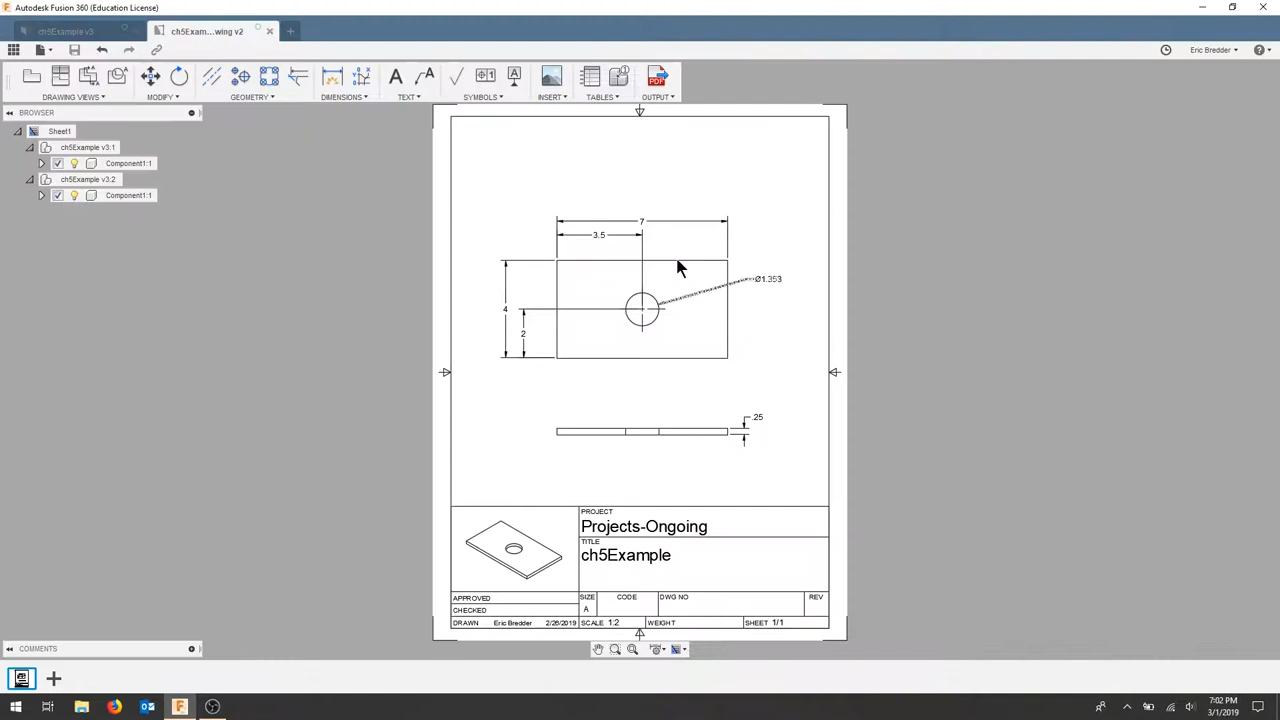 Autodesk Fusion 360 (Education License)
ch5Example v3
ch5Exam...wing v2
Eric Bredder
DRAWING VIEWS
MODIFY
GEOMETRY
DIMENSIONS
TEXT
SYMBOLS
INSERT
TABLES
OUTPUT
PDF
BROWSER
Sheet1
ch5Example v3:1
Component1:1
ch5Example v3:2
Component1:1
7
3.5
Ø1.353
4
2
.25
PROJECT
Projects-Ongoing
TITLE
ch5Example
APPROVED
CHECKED
DRAWN Eric Bredder 2/26/2019
SIZE
A
CODE
DWG NO
REV
SCALE 1:2
WEIGHT
SHEET 1/1
COMMENTS
7:02 PM
3/1/2019